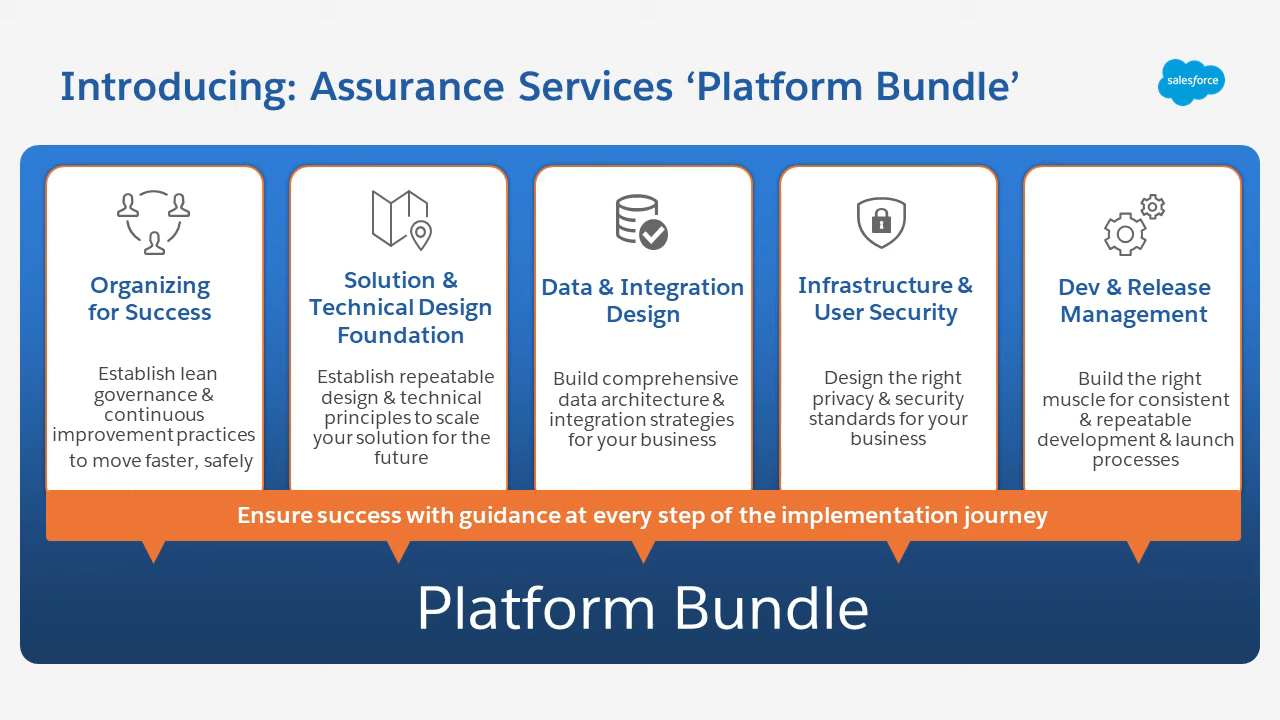 Introducing: Assurance Services ‘Platform Bundle’
salesforce
Organizing
for Success
Establish lean
governance &
continuous
improvement practices
to move faster, safely
Solution &
Technical Design
Foundation
Establish repeatable
design & technical
principles to scale
your solution for the
future
Data & Integration
Design
Build comprehensive
data architecture &
integration strategies
for your business
Infrastructure &
User Security
Design the right
privacy & security
standards for your
business
Dev & Release
Management
Build the right
muscle for consistent
& repeatable
development & launch
processes
Ensure success with guidance at every step of the implementation journey
Platform Bundle